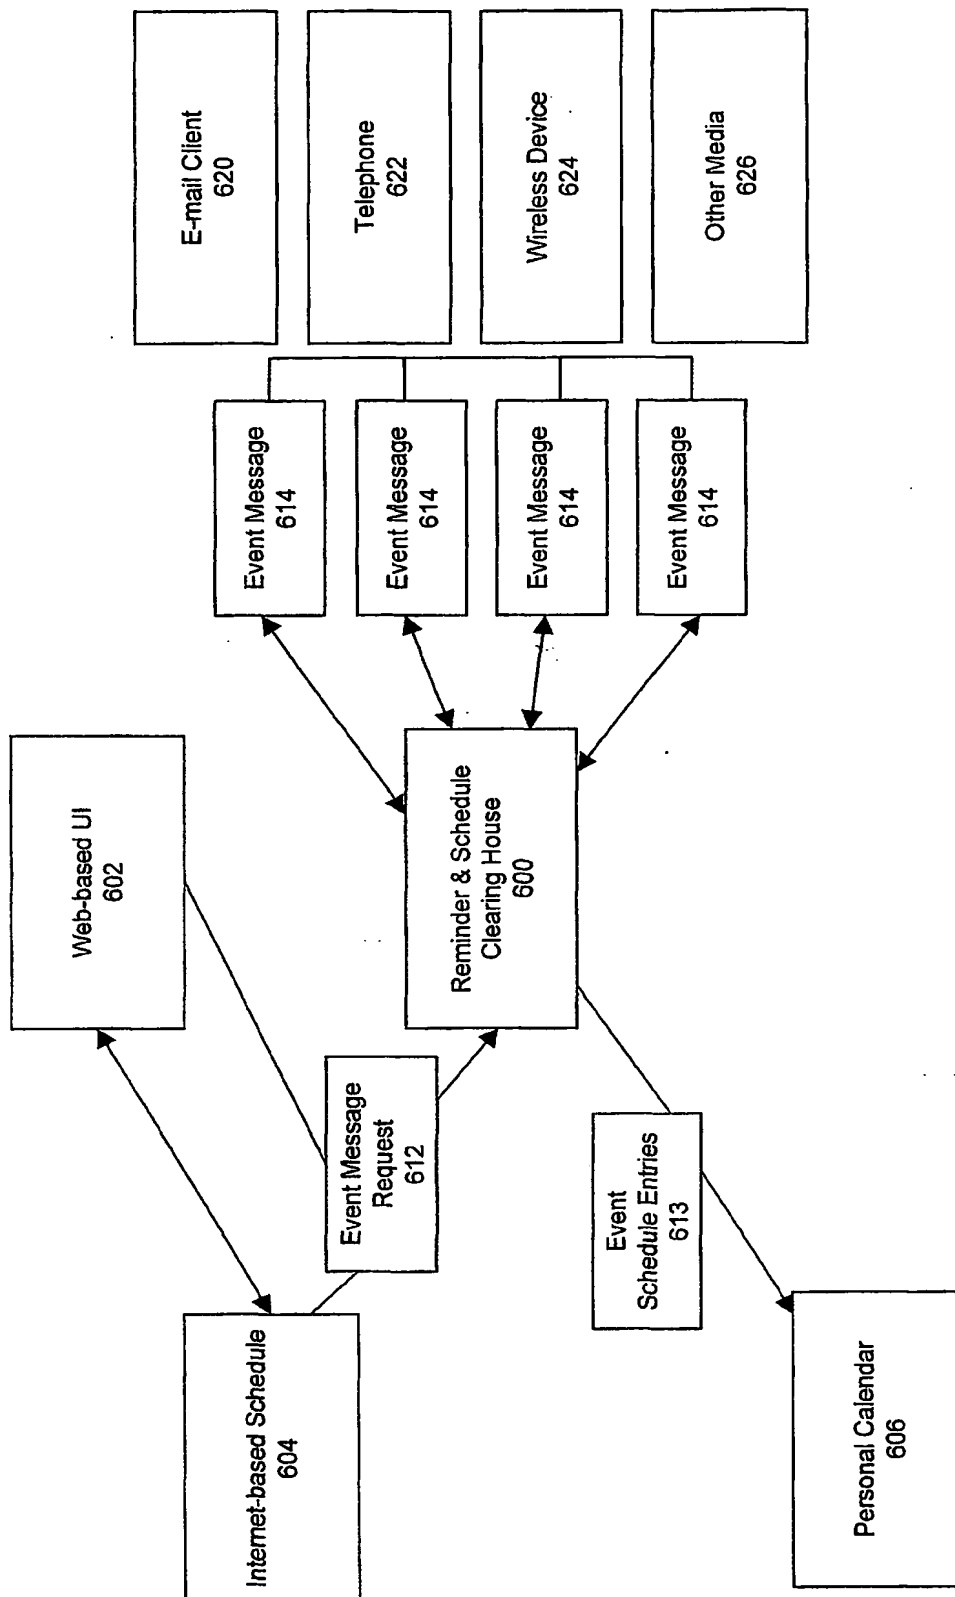 Internet-based Schedule
604
Web-based UI
602
Event Message
Request
612
Reminder & Schedule
Clearing House
600
Event
Schedule Entries
613
Personal Calendar
606
Event Message
614
Event Message
614
Event Message
614
Event Message
614
E-mail Client
620
Telephone
622
Wireless Device
624
Other Media
626